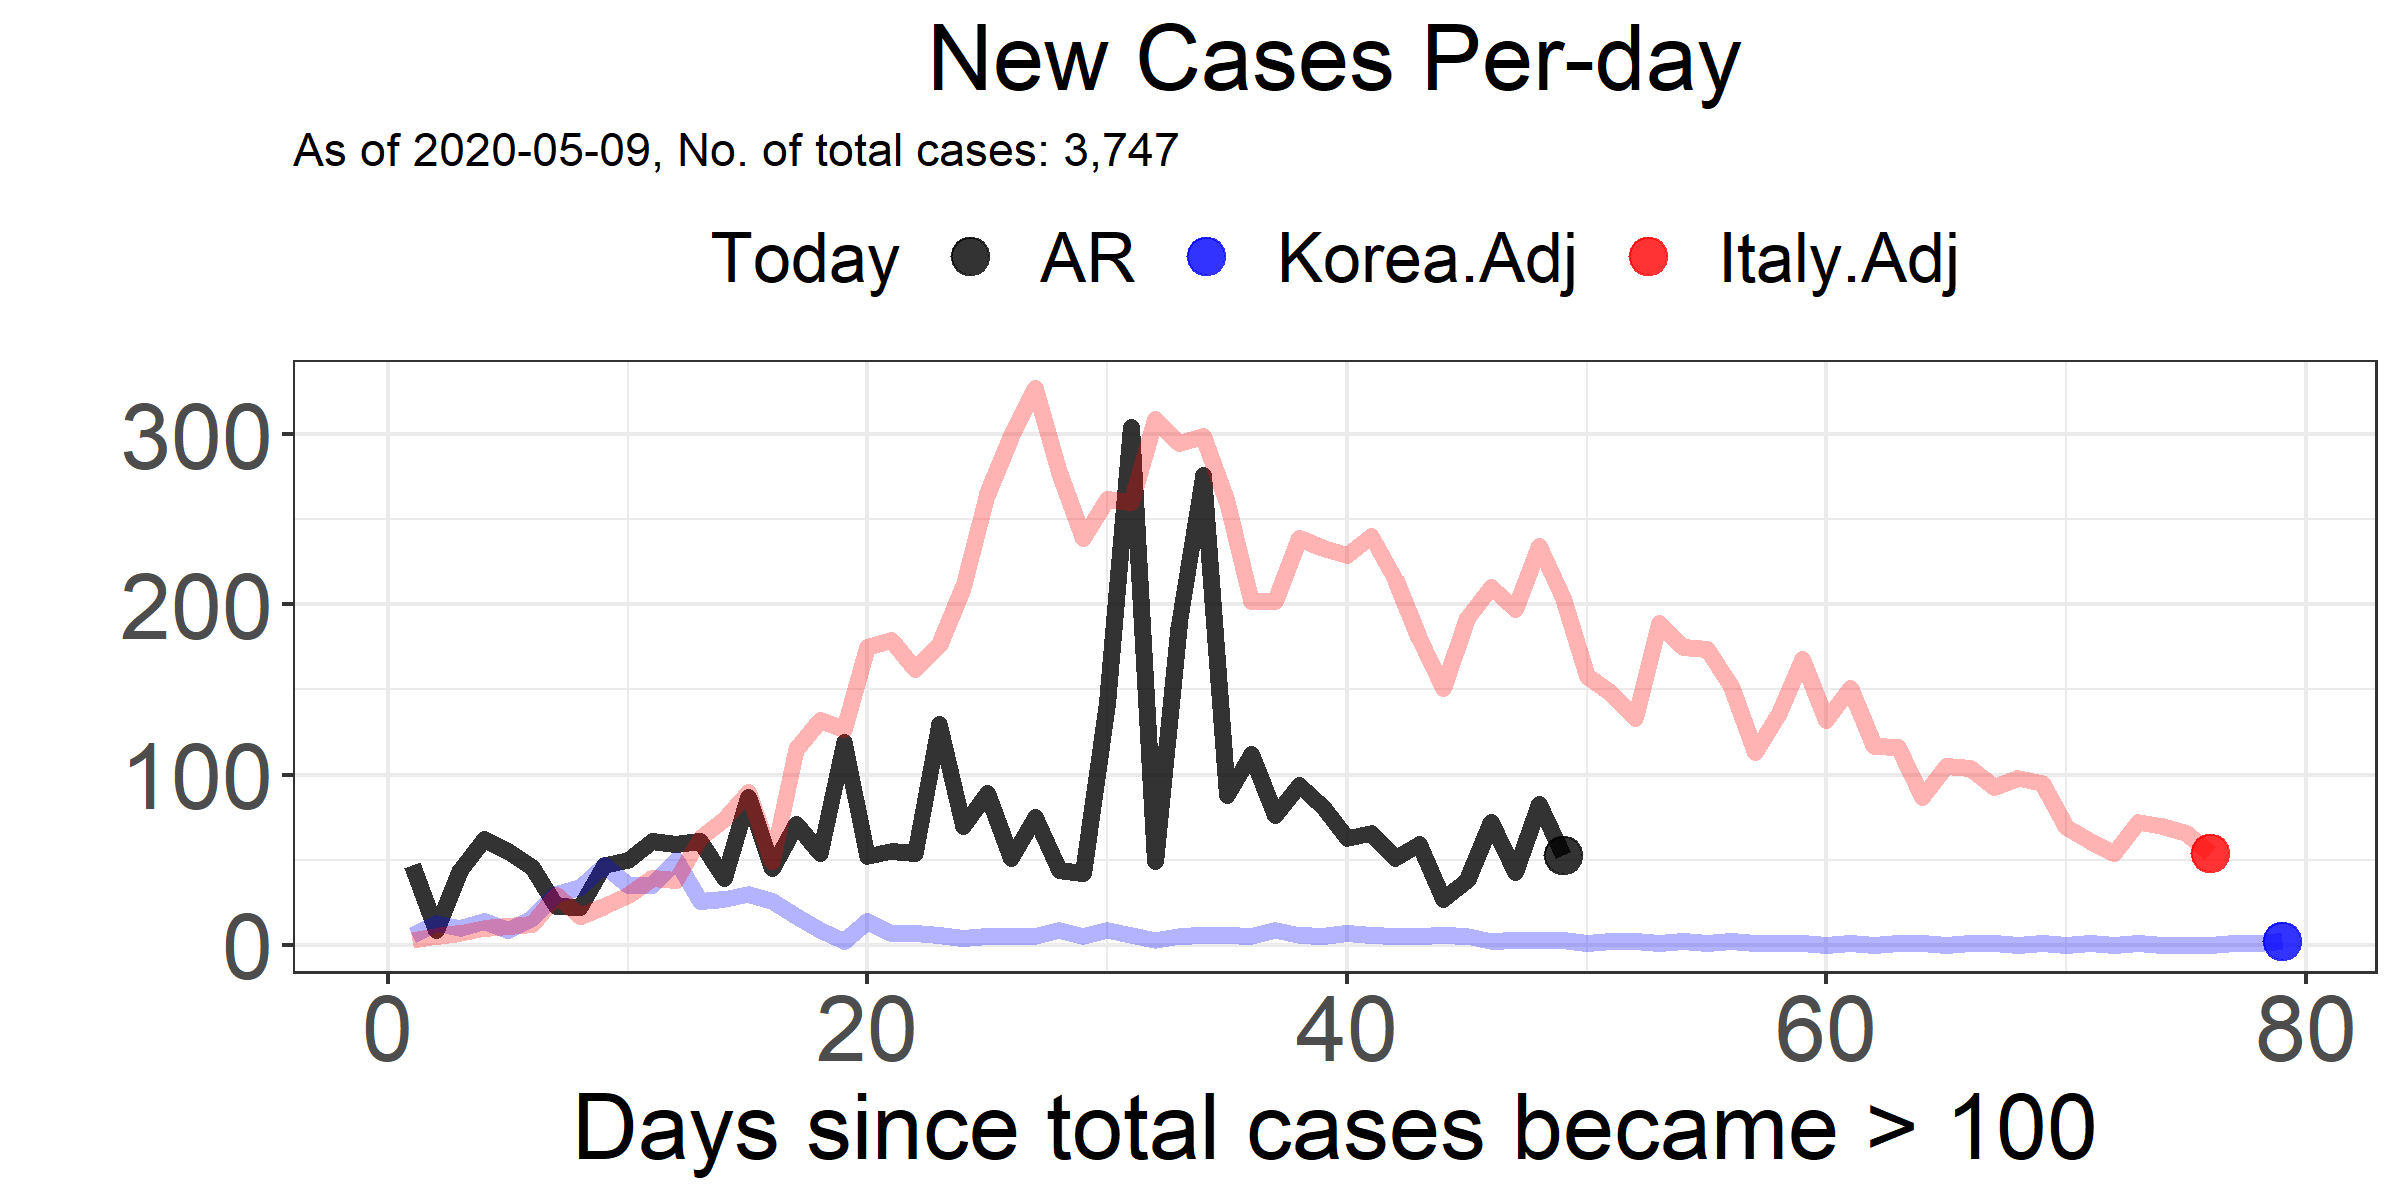 New Cases Per-day
As of 2020-05-09, No. of total cases: 3,747
Today AR Korea.Adj Italy.Adj
300
200
100
0
0 20 40 60 80
Days since total cases became > 100